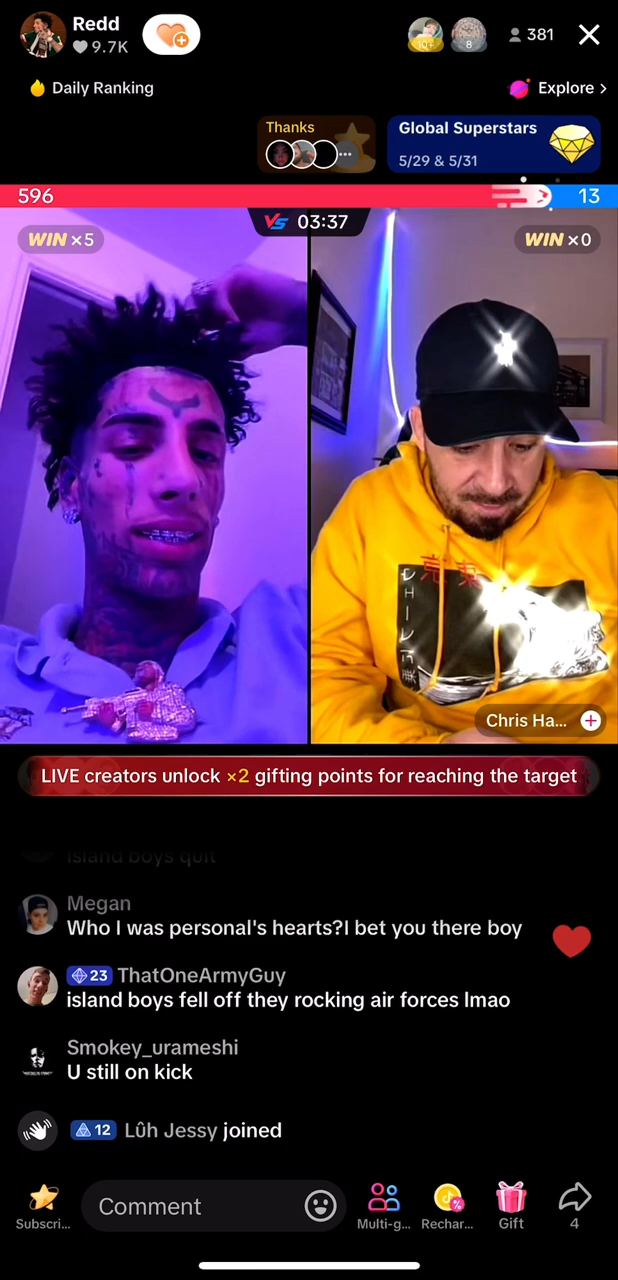 Redd
9.7K
10+
8
381
Daily Ranking
Explore >
Thanks
Global Superstars
5/29 & 5/31
596
13
VS 03:37
WIN ×5
WIN ×0
Chris Ha...
LIVE creators unlock ×2 gifting points for reaching the target
island boys quit
Megan
Who I was personal's hearts?I bet you there boy
23 ThatOneArmyGuy
island boys fell off they rocking air forces lmao
Smokey_urameshi
U still on kick
12 Lûh Jessy joined
Comment
Subscri...
Multi-g...
Rechar...
Gift
4